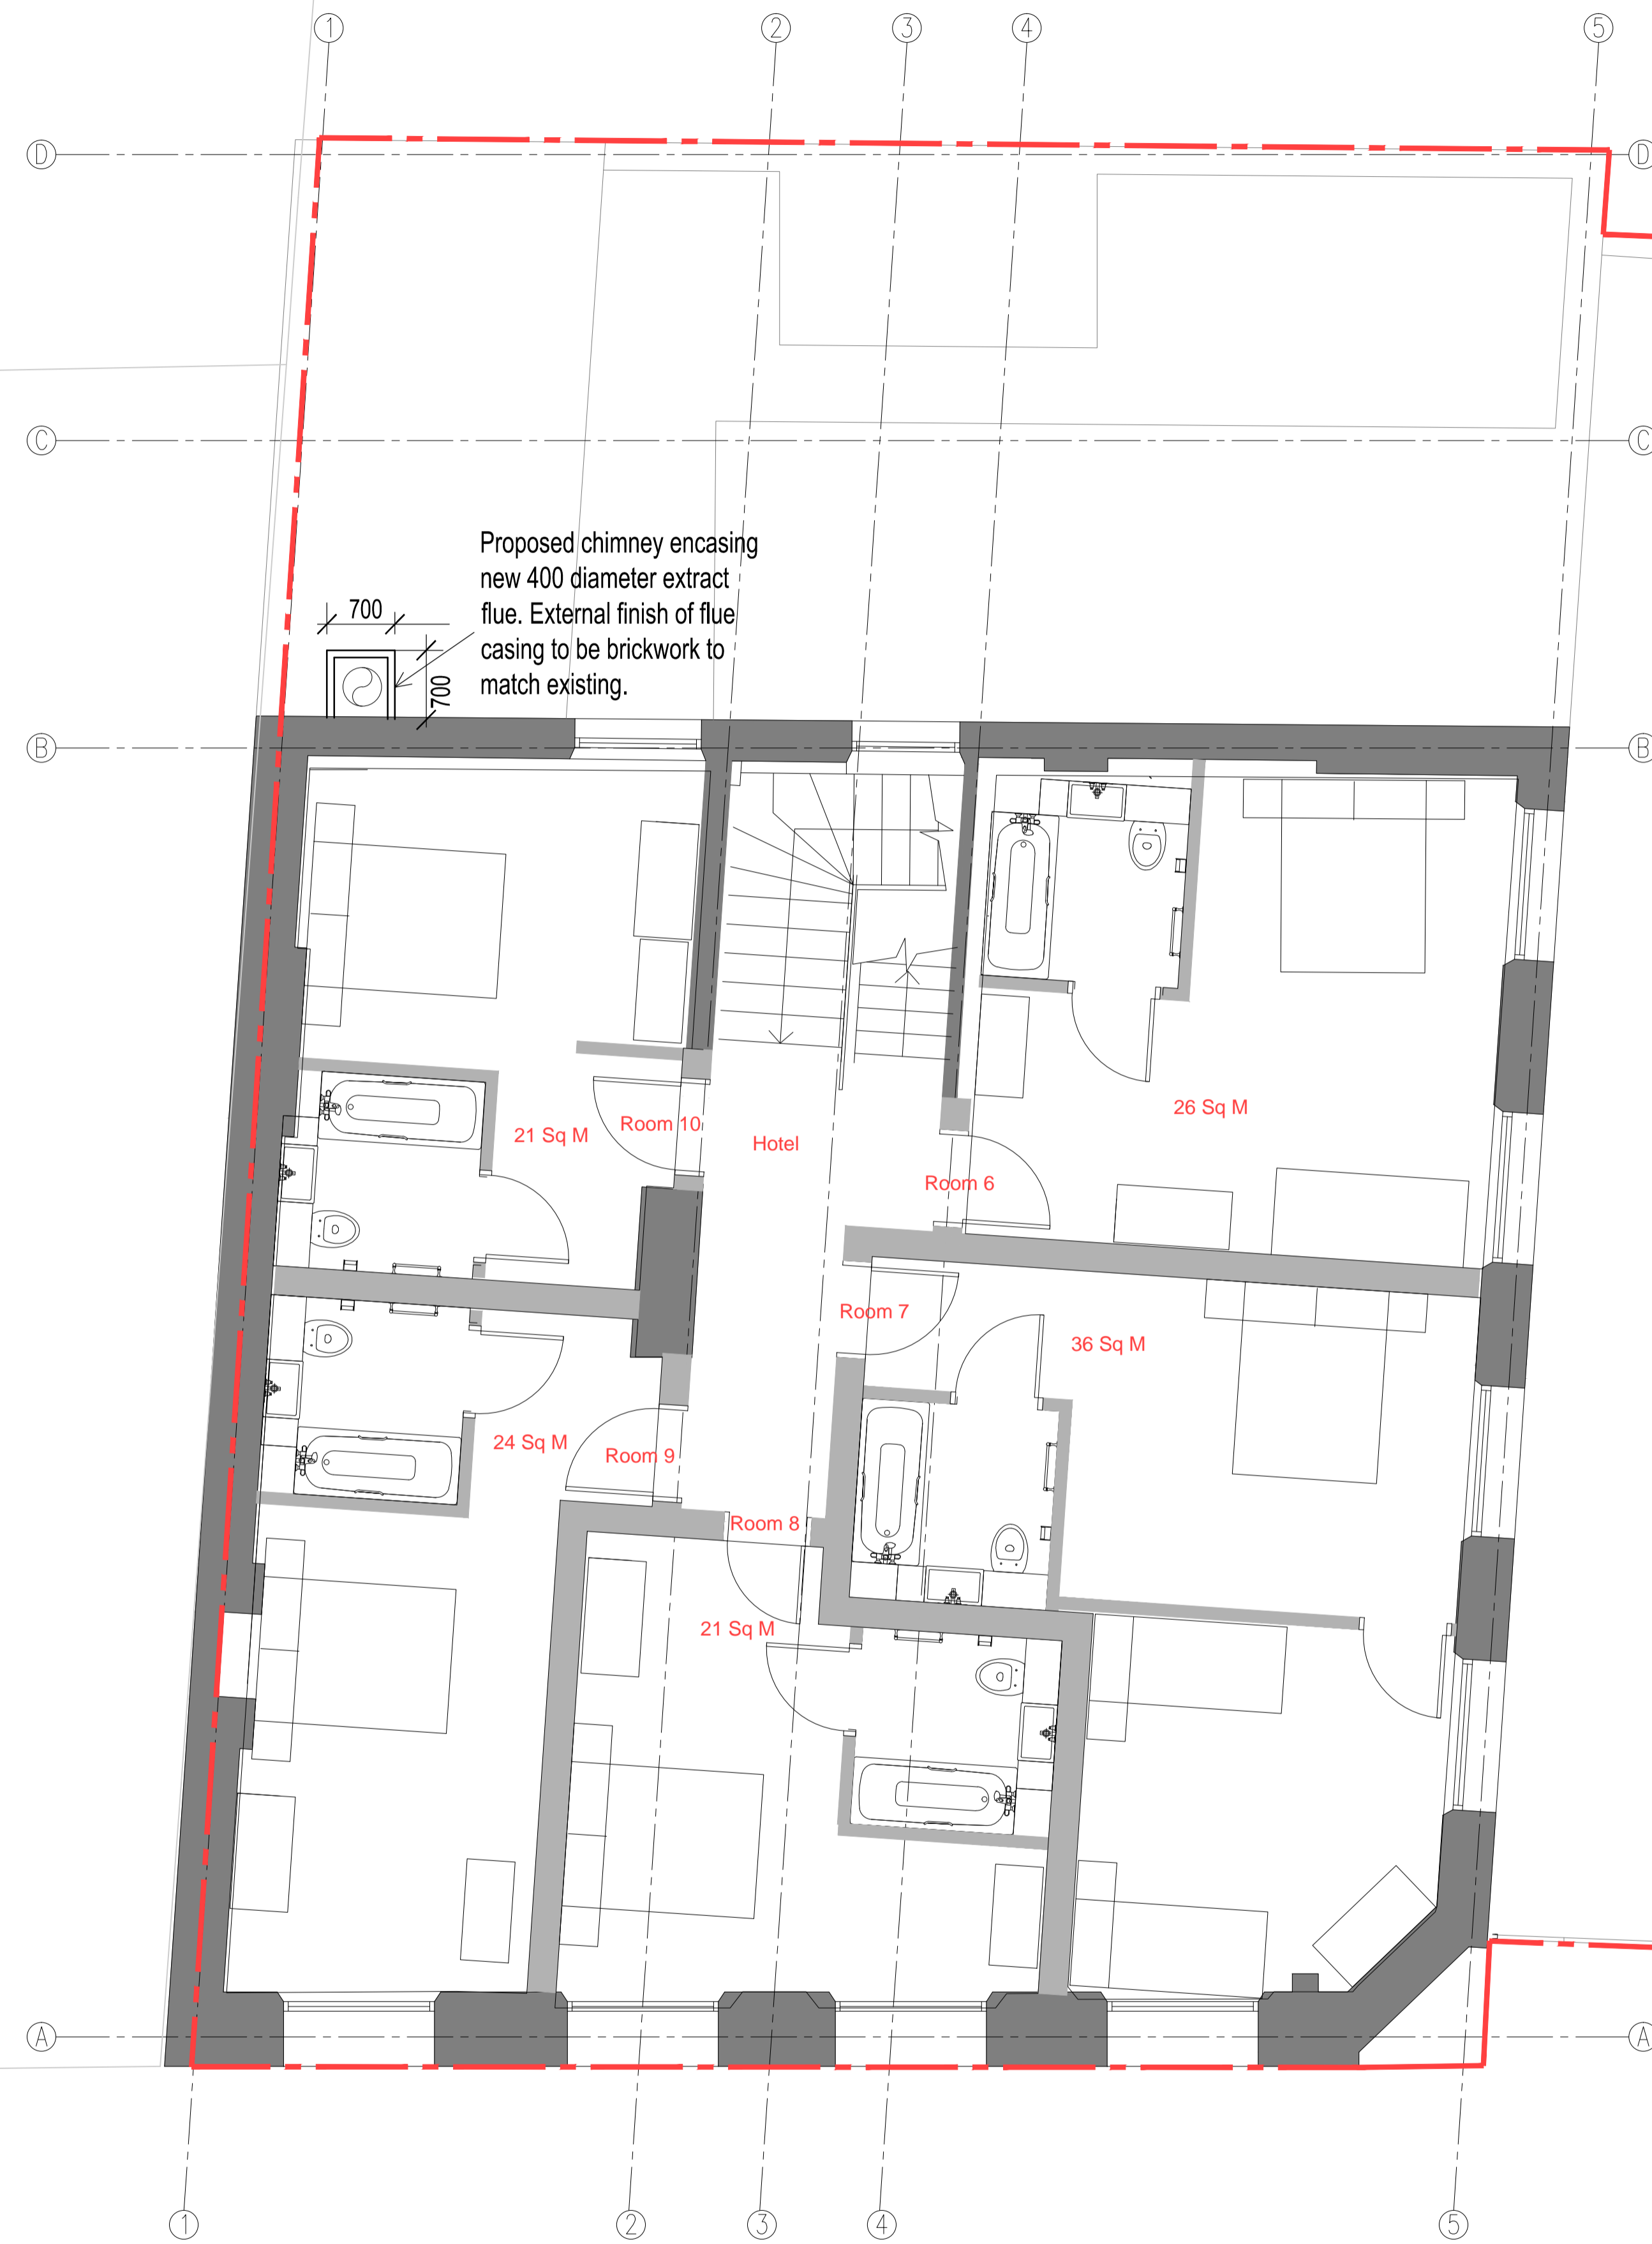 1
2
3
4
5
D
D
C
C
Proposed chimney encasing
new 400 diameter extract
flue. External finish of flue
casing to be brickwork to
match existing.
700
700
B
B
26 Sq M
21 Sq M
Room 10
Hotel
Room 6
Room 7
36 Sq M
24 Sq M
Room 9
Room 8
21 Sq M
A
A
1
2
3
4
5